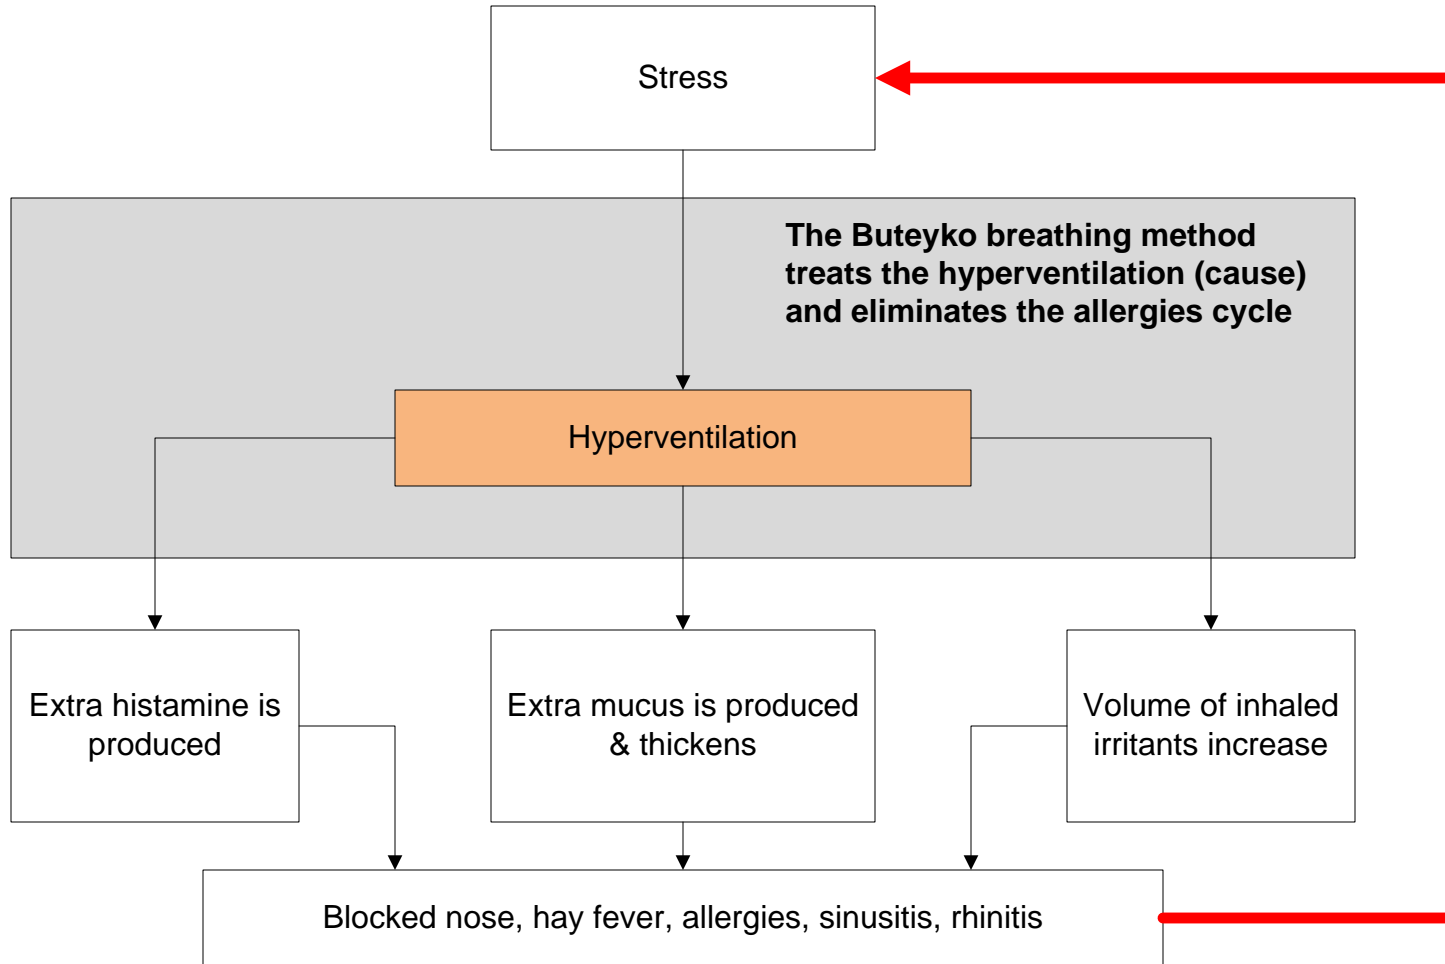 Stress
The Buteyko breathing method
treats the hyperventilation (cause)
and eliminates the allergies cycle
Hyperventilation
Extra histamine is
produced
Extra mucus is produced
& thickens
Volume of inhaled
irritants increase
Blocked nose, hay fever, allergies, sinusitis, rhinitis